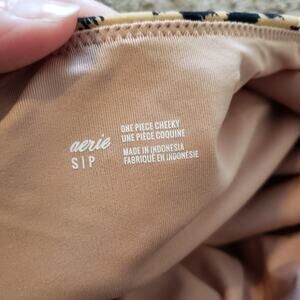 aerie
S|P
ONE PIECE CHEEKY
UNE PIÈCE COQUINE
MADE IN INDONESIA
FABRIQUÉ EN INDONÉSIE